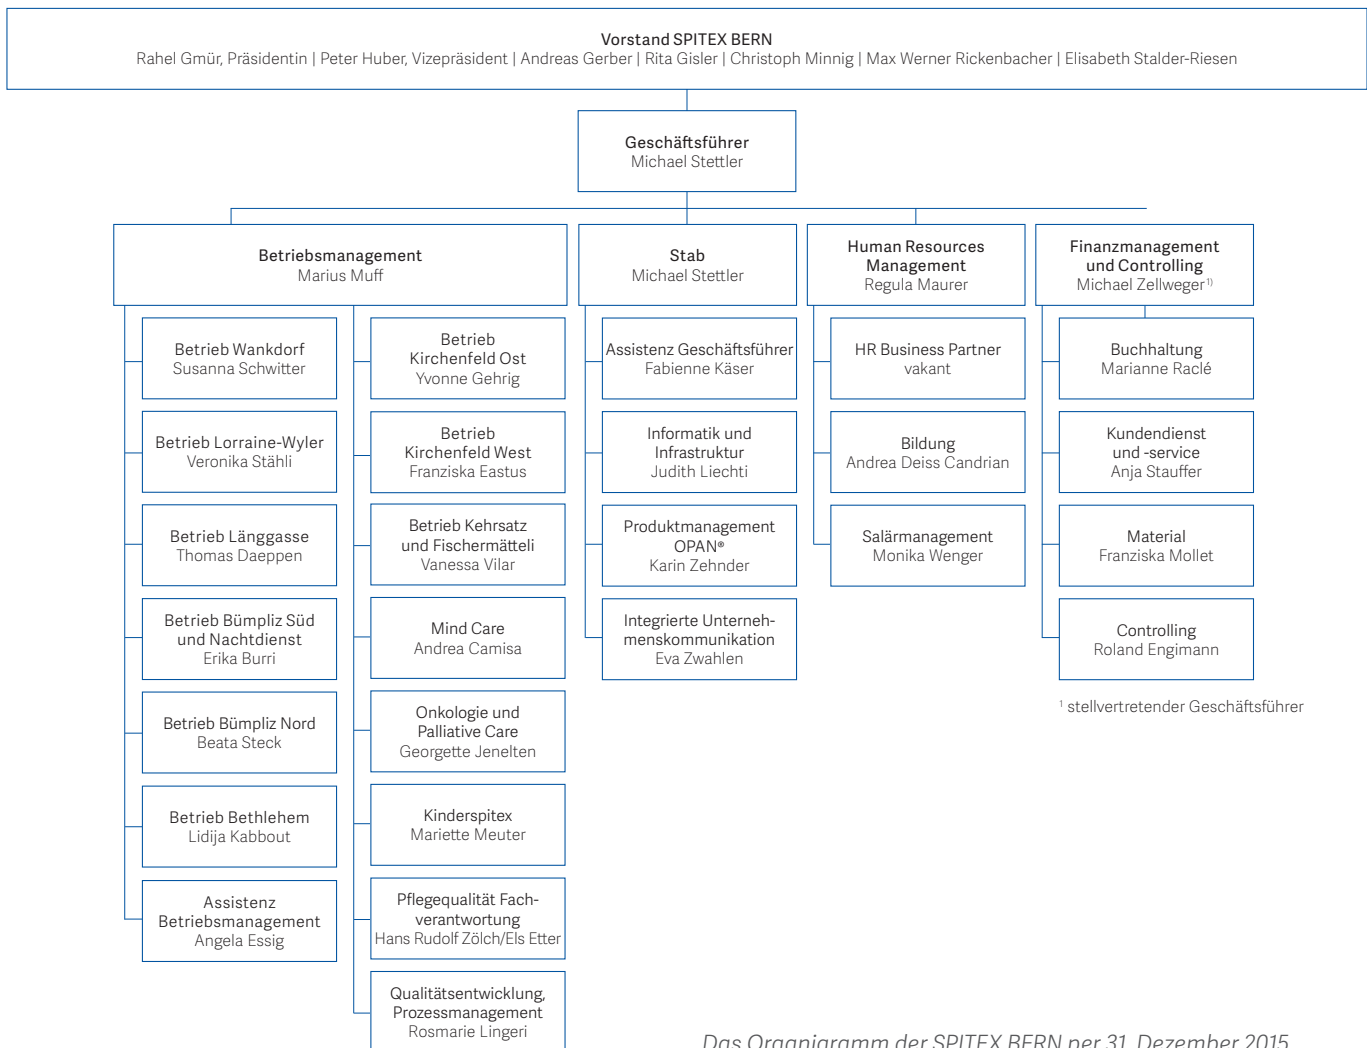 Vorstand SPITEX BERN
Rahel Gmür, Präsidentin | Peter Huber, Vizepräsident | Andreas Gerber | Rita Gisler | Christoph Minnig | Max Werner Rickenbacher | Elisabeth Stalder-Riesen
Geschäftsführer
Michael Stettler
Betriebsmanagement
Marius Muff
Betrieb Wankdorf
Susanna Schwitter
Betrieb Lorraine-Wyler
Veronika Stähli
Betrieb Länggasse
Thomas Daeppen
Betrieb Bümpliz Süd
und Nachtdienst
Erika Burri
Betrieb Bümpliz Nord
Beata Steck
Betrieb Bethlehem
Lidija Kabbout
Assistenz
Betriebsmanagement
Angela Essig
Betrieb
Kirchenfeld Ost
Yvonne Gehrig
Betrieb
Kirchenfeld West
Franziska Eastus
Betrieb Kehrsatz
und Fischermätteli
Vanessa Vilar
Mind Care
Andrea Camisa
Onkologie und
Palliative Care
Georgette Jenelten
Kinderspitex
Mariette Meuter
Pflegequalität Fach-
verantwortung
Hans Rudolf Zölch/Els Etter
Qualitätsentwicklung,
Prozessmanagement
Rosmarie Lingeri
Stab
Michael Stettler
Assistenz Geschäftsführer
Fabienne Käser
Informatik und
Infrastruktur
Judith Liechti
Produktmanagement
OPAN®
Karin Zehnder
Integrierte Unterneh-
menskommunikation
Eva Zwahlen
Human Resources
Management
Regula Maurer
HR Business Partner
vakant
Bildung
Andrea Deiss Candrian
Salärmanagement
Monika Wenger
Finanzmanagement
und Controlling
Michael Zellweger¹⁾
Buchhaltung
Marianne Raclé
Kundendienst
und -service
Anja Stauffer
Material
Franziska Mollet
Controlling
Roland Engimann
¹ stellvertretender Geschäftsführer
Das Organigramm der SPITEX BERN per 31. Dezember 2015